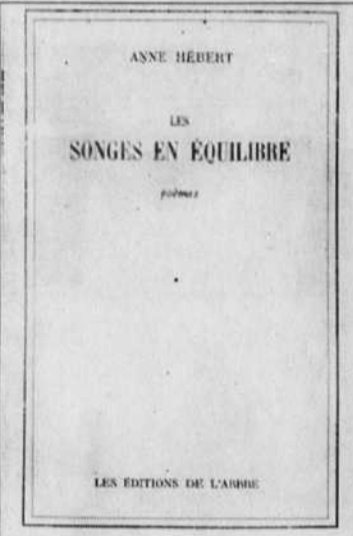 ANNE HÉBERT
LES
SONGES EN ÉQUILIBRE
poèmes
LES ÉDITIONS DE L'ARBRE